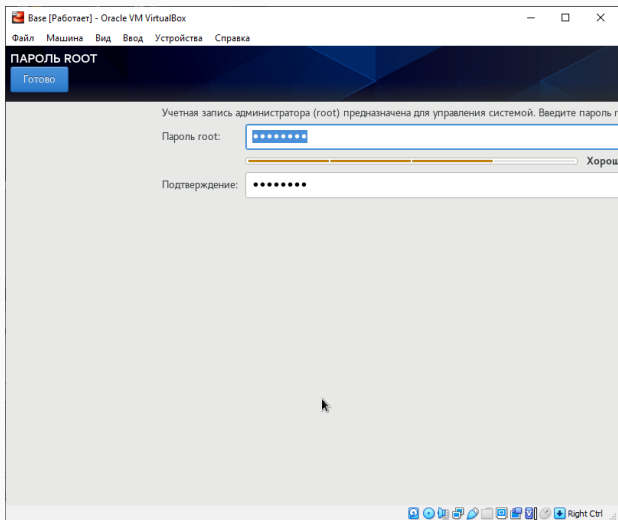 Base [Работает] - Oracle VM VirtualBox
Файл Машина Вид Ввод Устройства Справка
ПАРОЛЬ ROOT
Готово
Учетная запись администратора (root) предназначена для управления системой. Введите пароль
Пароль root: ••••••••
Хорош
Подтверждение: ••••••••
Right Ctrl